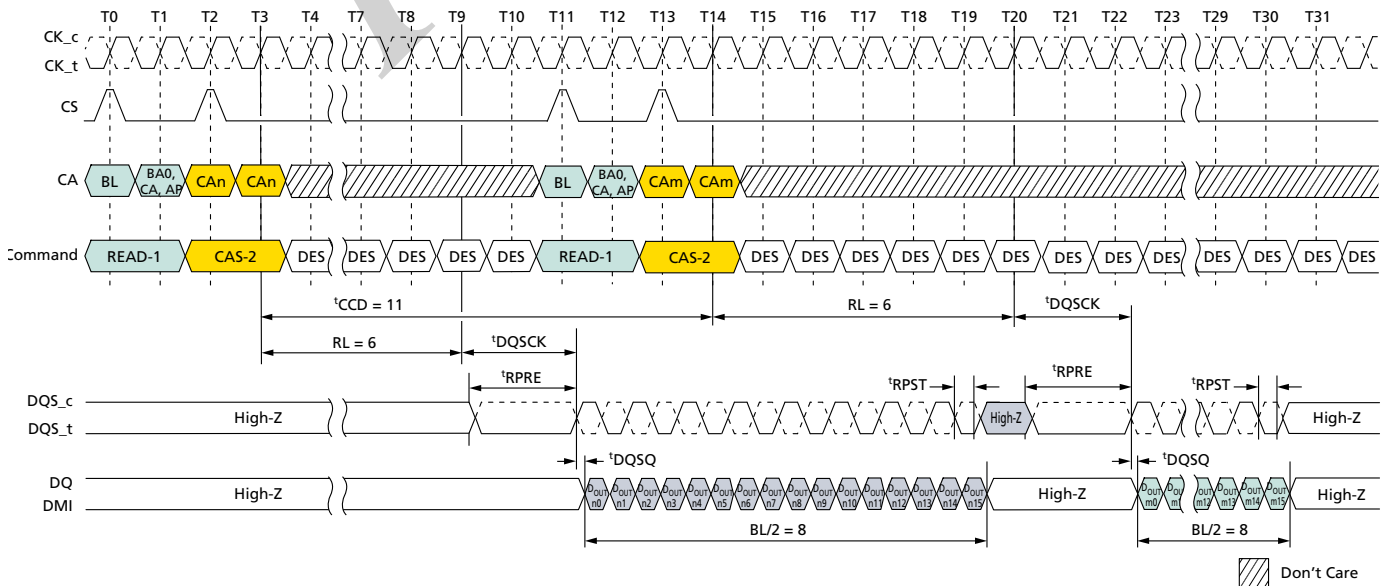 T0 T1 T2 T3 T4 T7 T8 T9 T10 T11 T12 T13 T14 T15 T16 T17 T18 T19 T20 T21 T22 T23 T29 T30 T31
CK_c
CK_t
CS
CA BL BA0, CA, AP CAn CAn BL BA0, CA, AP CAm CAm
Command READ-1 CAS-2 DES DES DES DES DES READ-1 CAS-2 DES DES DES DES DES DES DES DES DES DES DES DES DES
tCCD = 11 RL = 6 tDQSCK
RL = 6 tDQSCK
tRPRE tRPST tRPRE tRPST
DQS_c
DQS_t
High-Z High-Z High-Z
tDQSQ tDQSQ
DQ
DMI
High-Z DOUT n0 DOUT n1 DOUT n2 DOUT n3 DOUT n4 DOUT n5 DOUT n6 DOUT n7 DOUT n8 DOUT n9 DOUT n10 DOUT n11 DOUT n12 DOUT n13 DOUT n14 DOUT n15 High-Z DOUT m0 DOUT m12 DOUT m13 DOUT m14 DOUT m15 High-Z
BL/2 = 8 BL/2 = 8
Don't Care